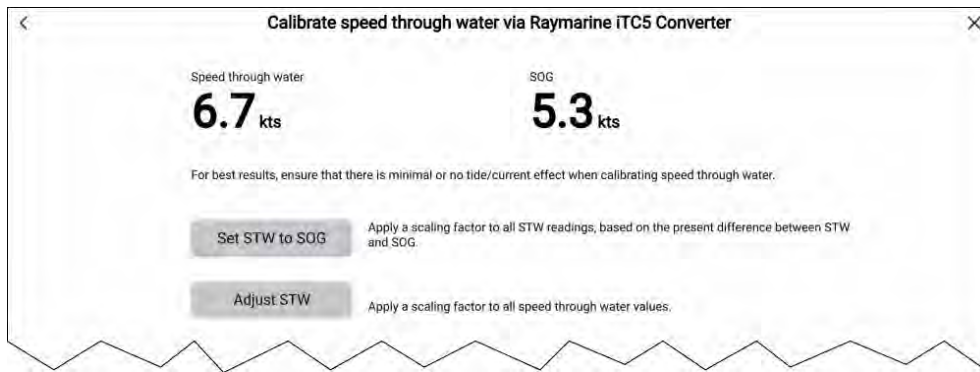 Calibrate speed through water via Raymarine iTC5 Converter
Speed through water
SOG
6.7 kts
5.3 kts
For best results, ensure that there is minimal or no tide/current effect when calibrating speed through water.
Set STW to SOG
Apply a scaling factor to all STW readings, based on the present difference between STW
and SOG.
Adjust STW
Apply a scaling factor to all speed through water values.